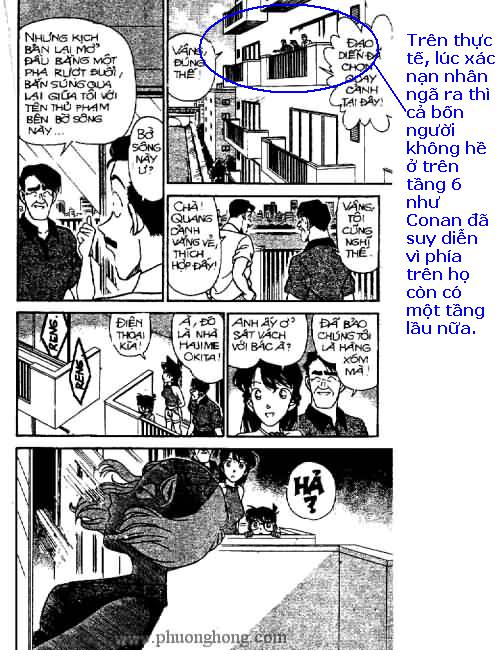 NHƯNG KỊCH
BẢN LẠI MỞ
ĐẦU BẰNG MỘT
PHA RƯỢT ĐUỔI,
BẮN SÚNG QUA
LẠI GIỮA TÔI VỚI
TÊN THỦ PHẠM
BÊN BỜ SÔNG
NÀY...
VÂNG,
ĐÚNG
THẾ!
ĐẠO
DIỄN ĐÃ
CHỌN
QUAY
CẢNH
TẠI ĐÂY!
BỜ
SÔNG
NÀY
Ư?
Trên thực
tế, lúc xác
nạn nhân
ngã ra thì
cả bốn
người
không hề
ở trên
tầng 6
như
Conan đã
suy diễn
vì phía
trên họ
còn có
một tầng
lầu nữa.
CHÀ!
QUANG
CẢNH
VẮNG VẺ,
THÍCH
HỢP ĐẤY!
VÂNG,
TÔI
CŨNG
NGHĨ
THẾ...
RENG
RENG
ĐIỆN
THOẠI
KÌA!
À, ĐÓ
LÀ NHÀ
HAJIME
OKITA!
ANH ẤY Ở
SÁT VÁCH
VỚI BÁC À?
ĐÃ BẢO
CHÚNG TÔI
LÀ HÀNG
XÓM
MÀ!
HẢ
?
www.phuonghong.com